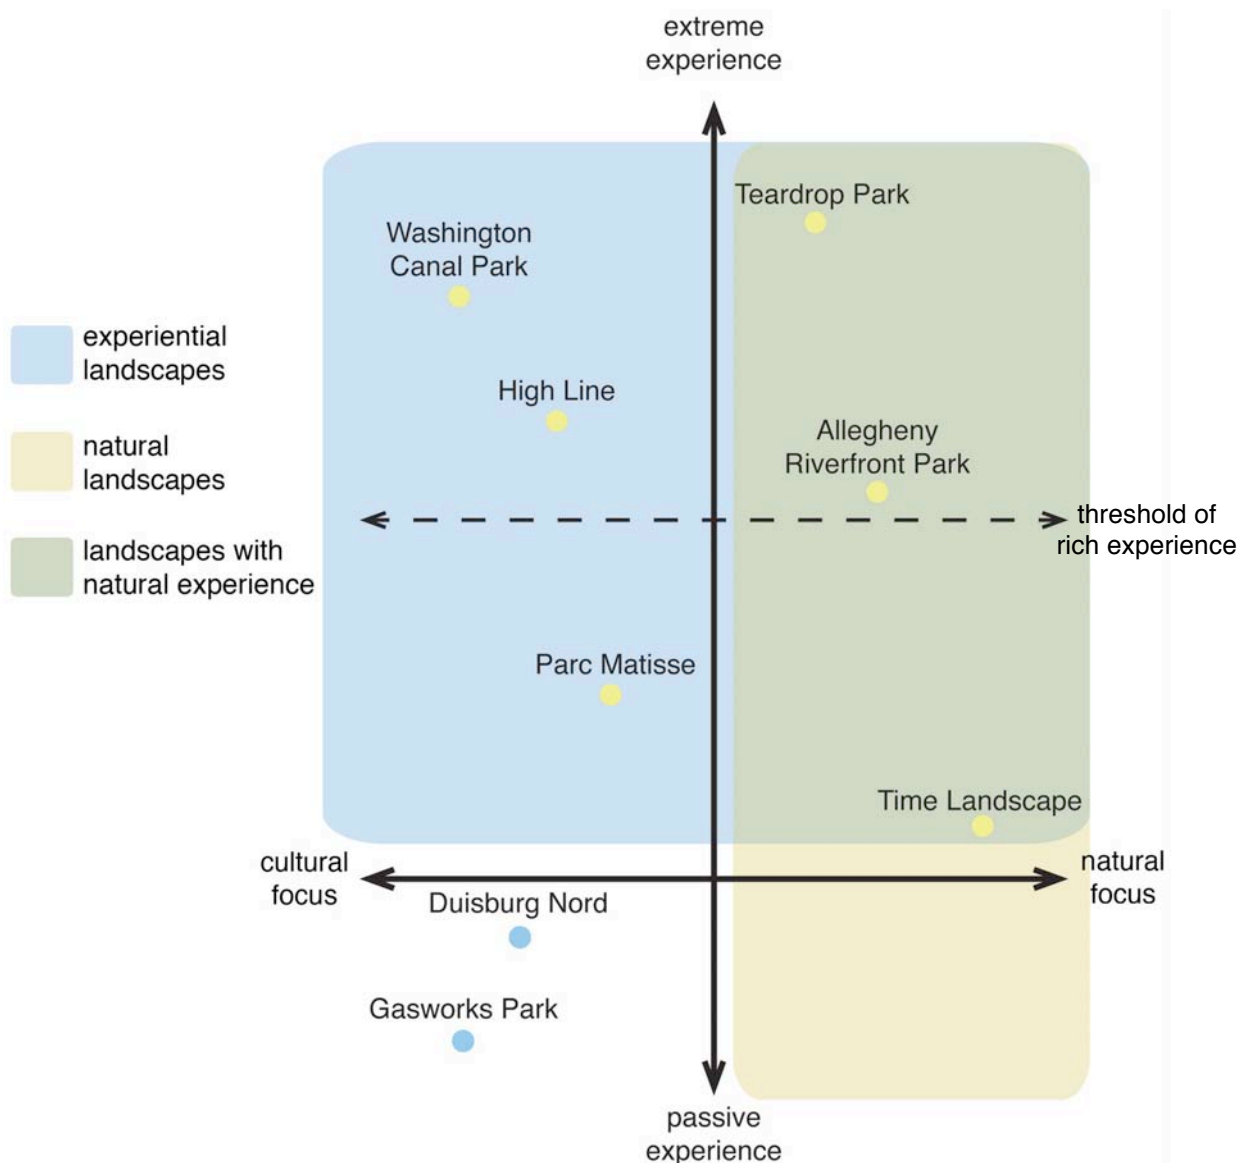 extreme
experience
Teardrop Park
Washington
Canal Park
experiential
landscapes
High Line
Allegheny
Riverfront Park
natural
landscapes
threshold of
rich experience
landscapes with
natural experience
Parc Matisse
Time Landscape
cultural
focus
natural
focus
Duisburg Nord
Gasworks Park
passive
experience